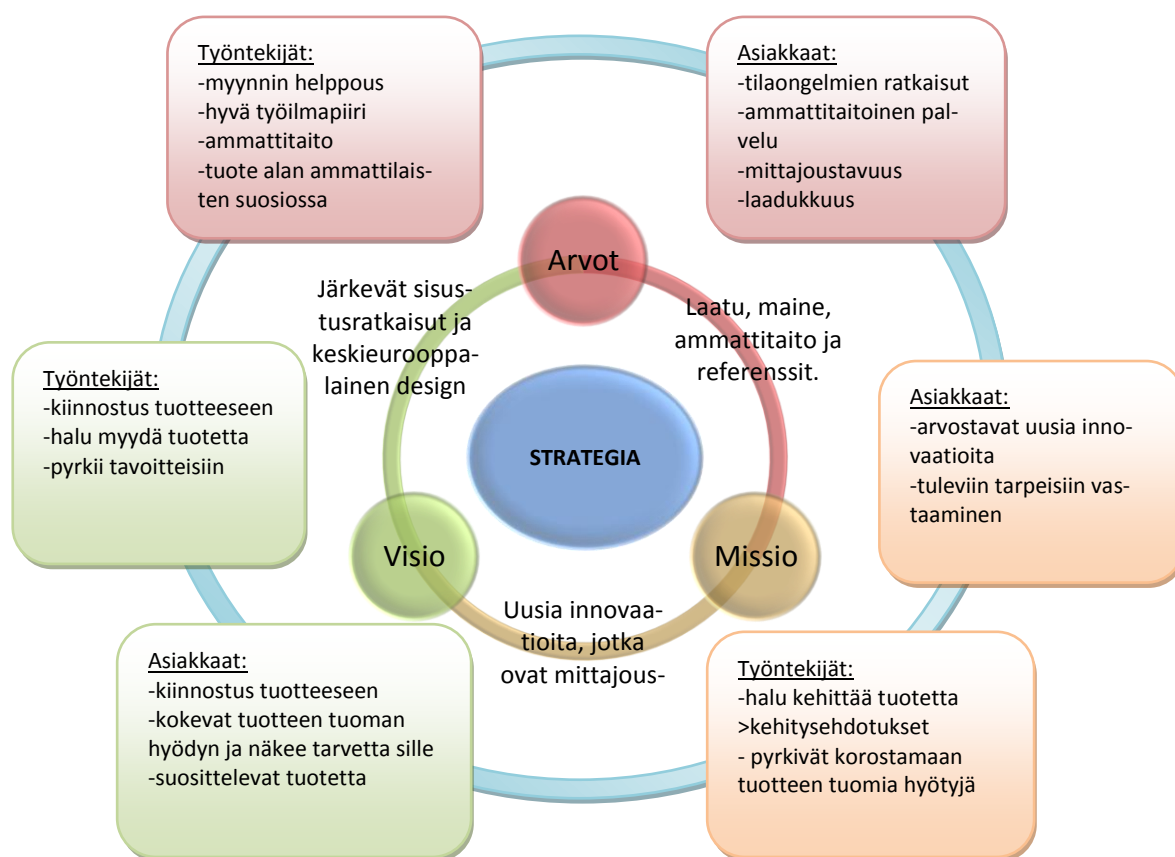 Työntekijät:
-myynnin helppous
-hyvä työilmapiiri
-ammattitaito
-tuote alan ammattilais-
ten suosiossa
Asiakkaat:
-tilaongelmien ratkaisut
-ammattitaitoinen pal-
velu
-mittajoustavuus
-laadukkuus
Arvot
Järkevät sisus-
tusratkaisut ja
keskieurooppa-
lainen design
Laatu, maine,
ammattitaito ja
referenssit.
Työntekijät:
-kiinnostus tuotteeseen
-halu myydä tuotetta
-pyrkii tavoitteisiin
STRATEGIA
Asiakkaat:
-arvostavat uusia inno-
vaatioita
-tuleviin tarpeisiin vas-
taaminen
Visio
Missio
Uusia innovaa-
tioita, jotka
ovat mittajous-
Asiakkaat:
-kiinnostus tuotteeseen
-kokevat tuotteen tuoman
hyödyn ja näkee tarvetta sille
-suosittelevat tuotetta
Työntekijät:
-halu kehittää tuotetta
>kehitysehdotukset
- pyrkivät korostamaan
tuotteen tuomia hyötyjä